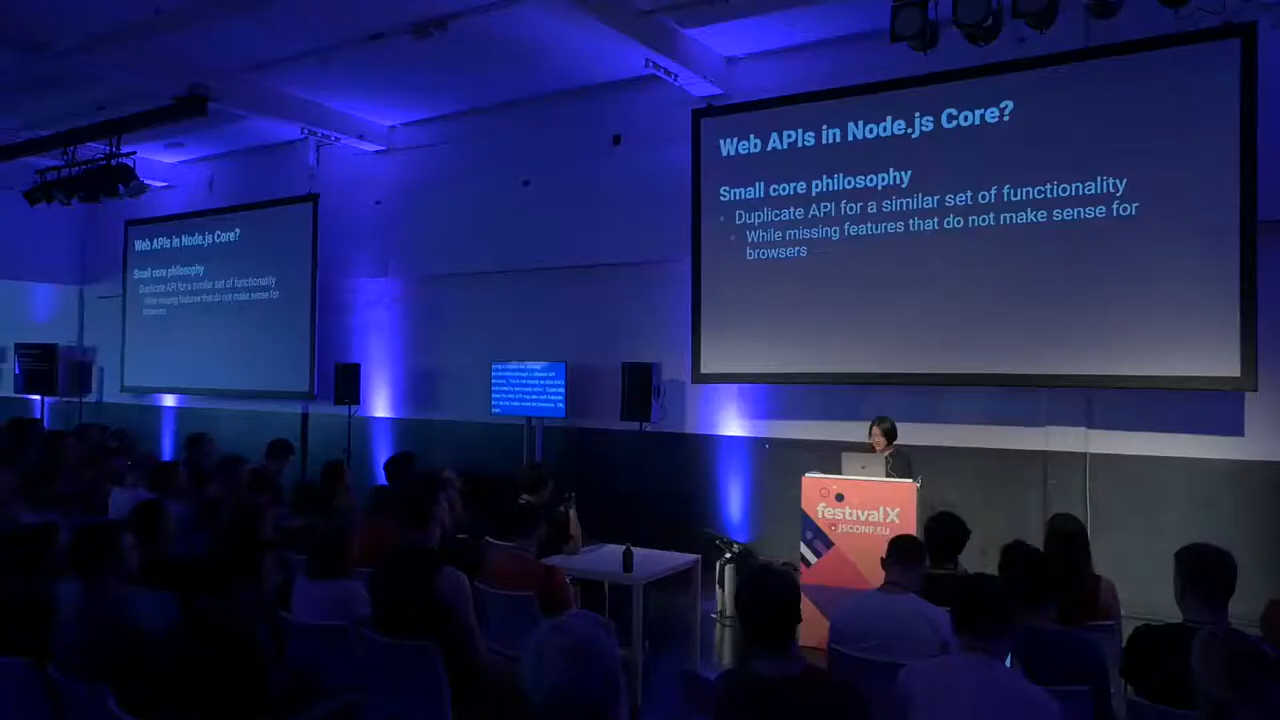 Web APIs in Node.js Core?
Small core philosophy
Duplicate API for a similar set of functionality
While missing features that do not make sense for
browsers
Web APIs in Node.js Core?
Small core philosophy
Duplicate API for a similar set of functionality
While missing features that do not make sense for
browsers
festivalX
JSCONF.EU